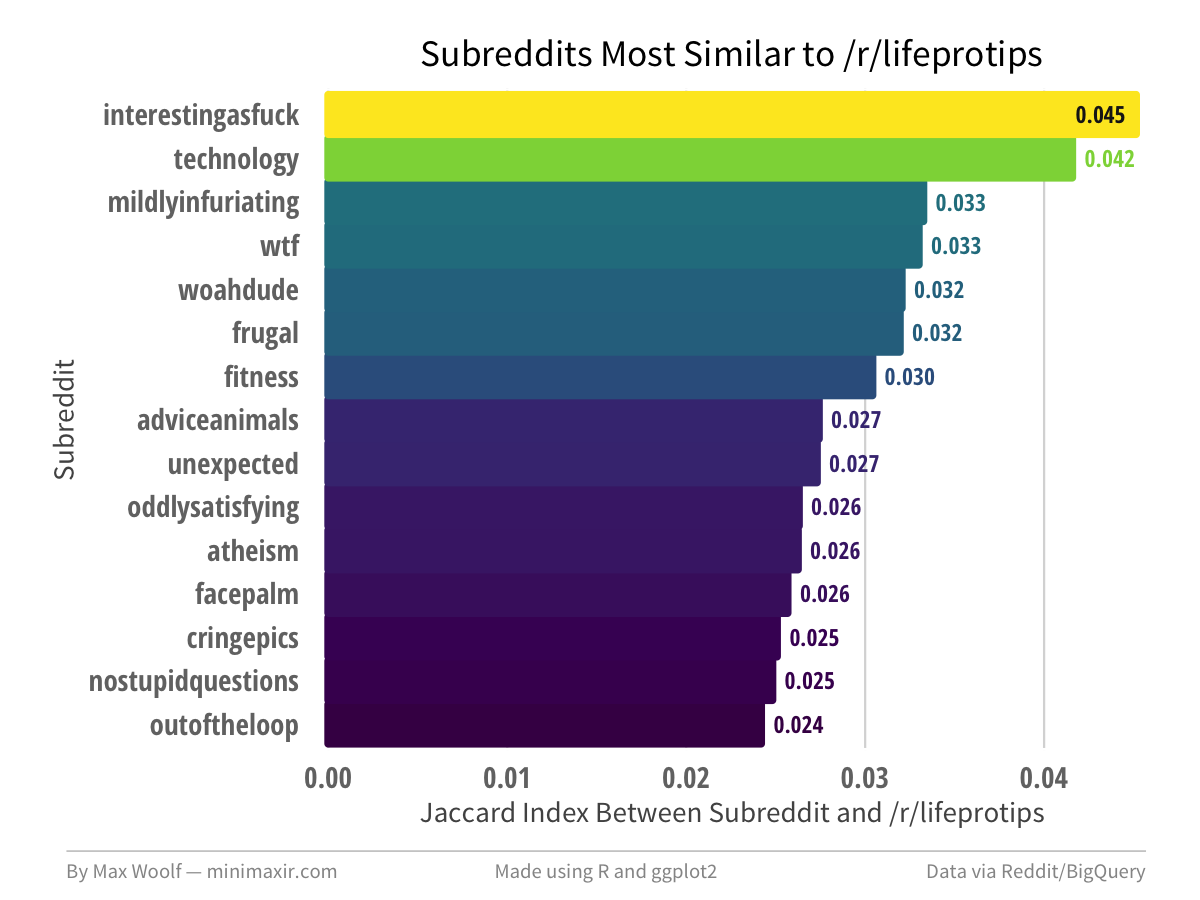 Subreddits Most Similar to /r/lifeprotips
interestingasfuck 0.045
technology 0.042
mildlyinfuriating 0.033
wtf 0.033
woahdude 0.032
frugal 0.032
fitness 0.030
adviceanimals 0.027
unexpected 0.027
oddlysatisfying 0.026
atheism 0.026
facepalm 0.026
cringepics 0.025
nostupidquestions 0.025
outoftheloop 0.024
Subreddit
0.00 0.01 0.02 0.03 0.04
Jaccard Index Between Subreddit and /r/lifeprotips
By Max Woolf — minimaxir.com Made using R and ggplot2 Data via Reddit/BigQuery